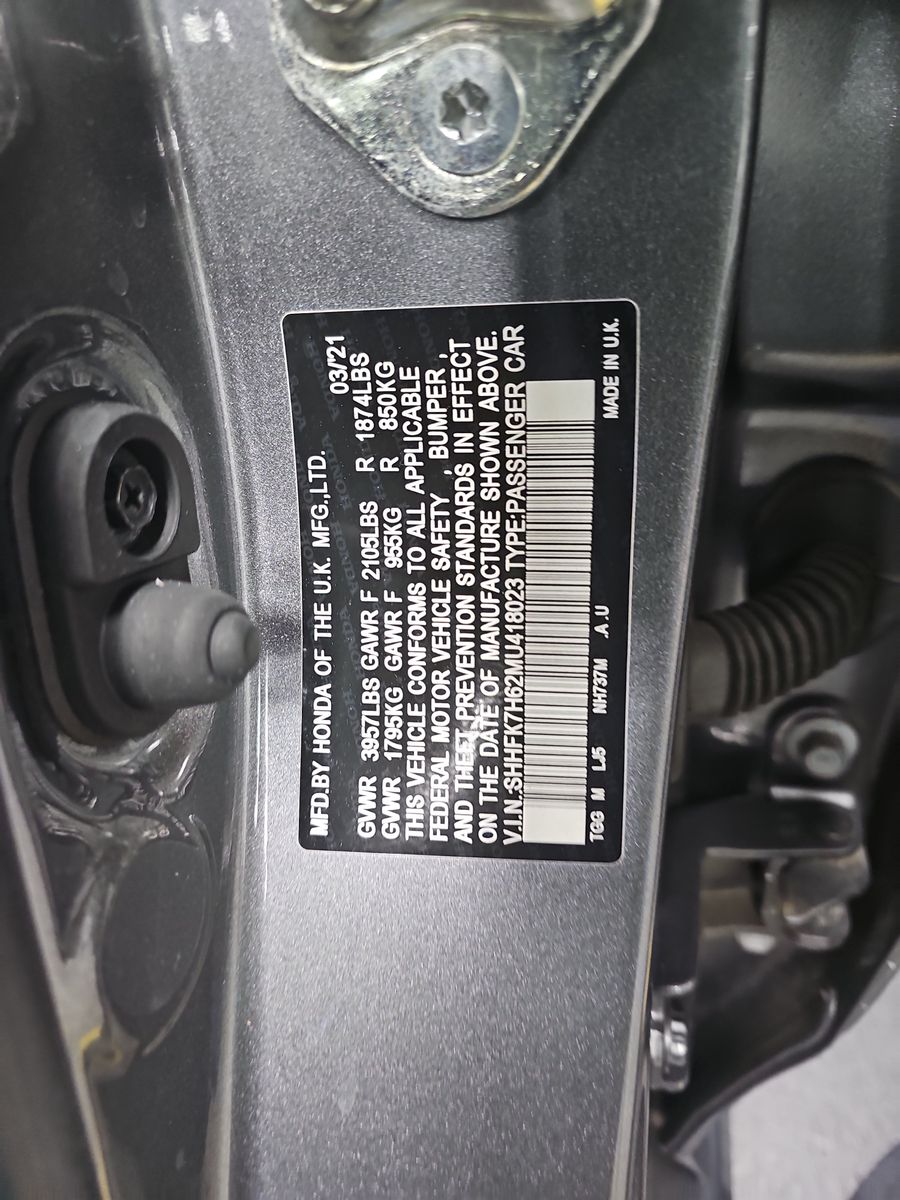 MFD.BY HONDA OF THE U.K. MFG.,LTD. 03/'21
GVWR 3957LBS GAWR F 2105LBS R 1874LBS
GVWR 1795KG GAWR F 955KG R 850KG
THIS VEHICLE CONFORMS TO ALL APPLICABLE
FEDERAL MOTOR VEHICLE SAFETY , BUMPER ,
AND THEFT PREVENTION STANDARDS IN EFFECT
ON THE DATE OF MANUFACTURE SHOWN ABOVE.
V.I.N.:SHHFK7H62MU418023 TYPE:PASSENGER CAR
TGG M LJ5 NH737M .A.U MADE IN U.K.